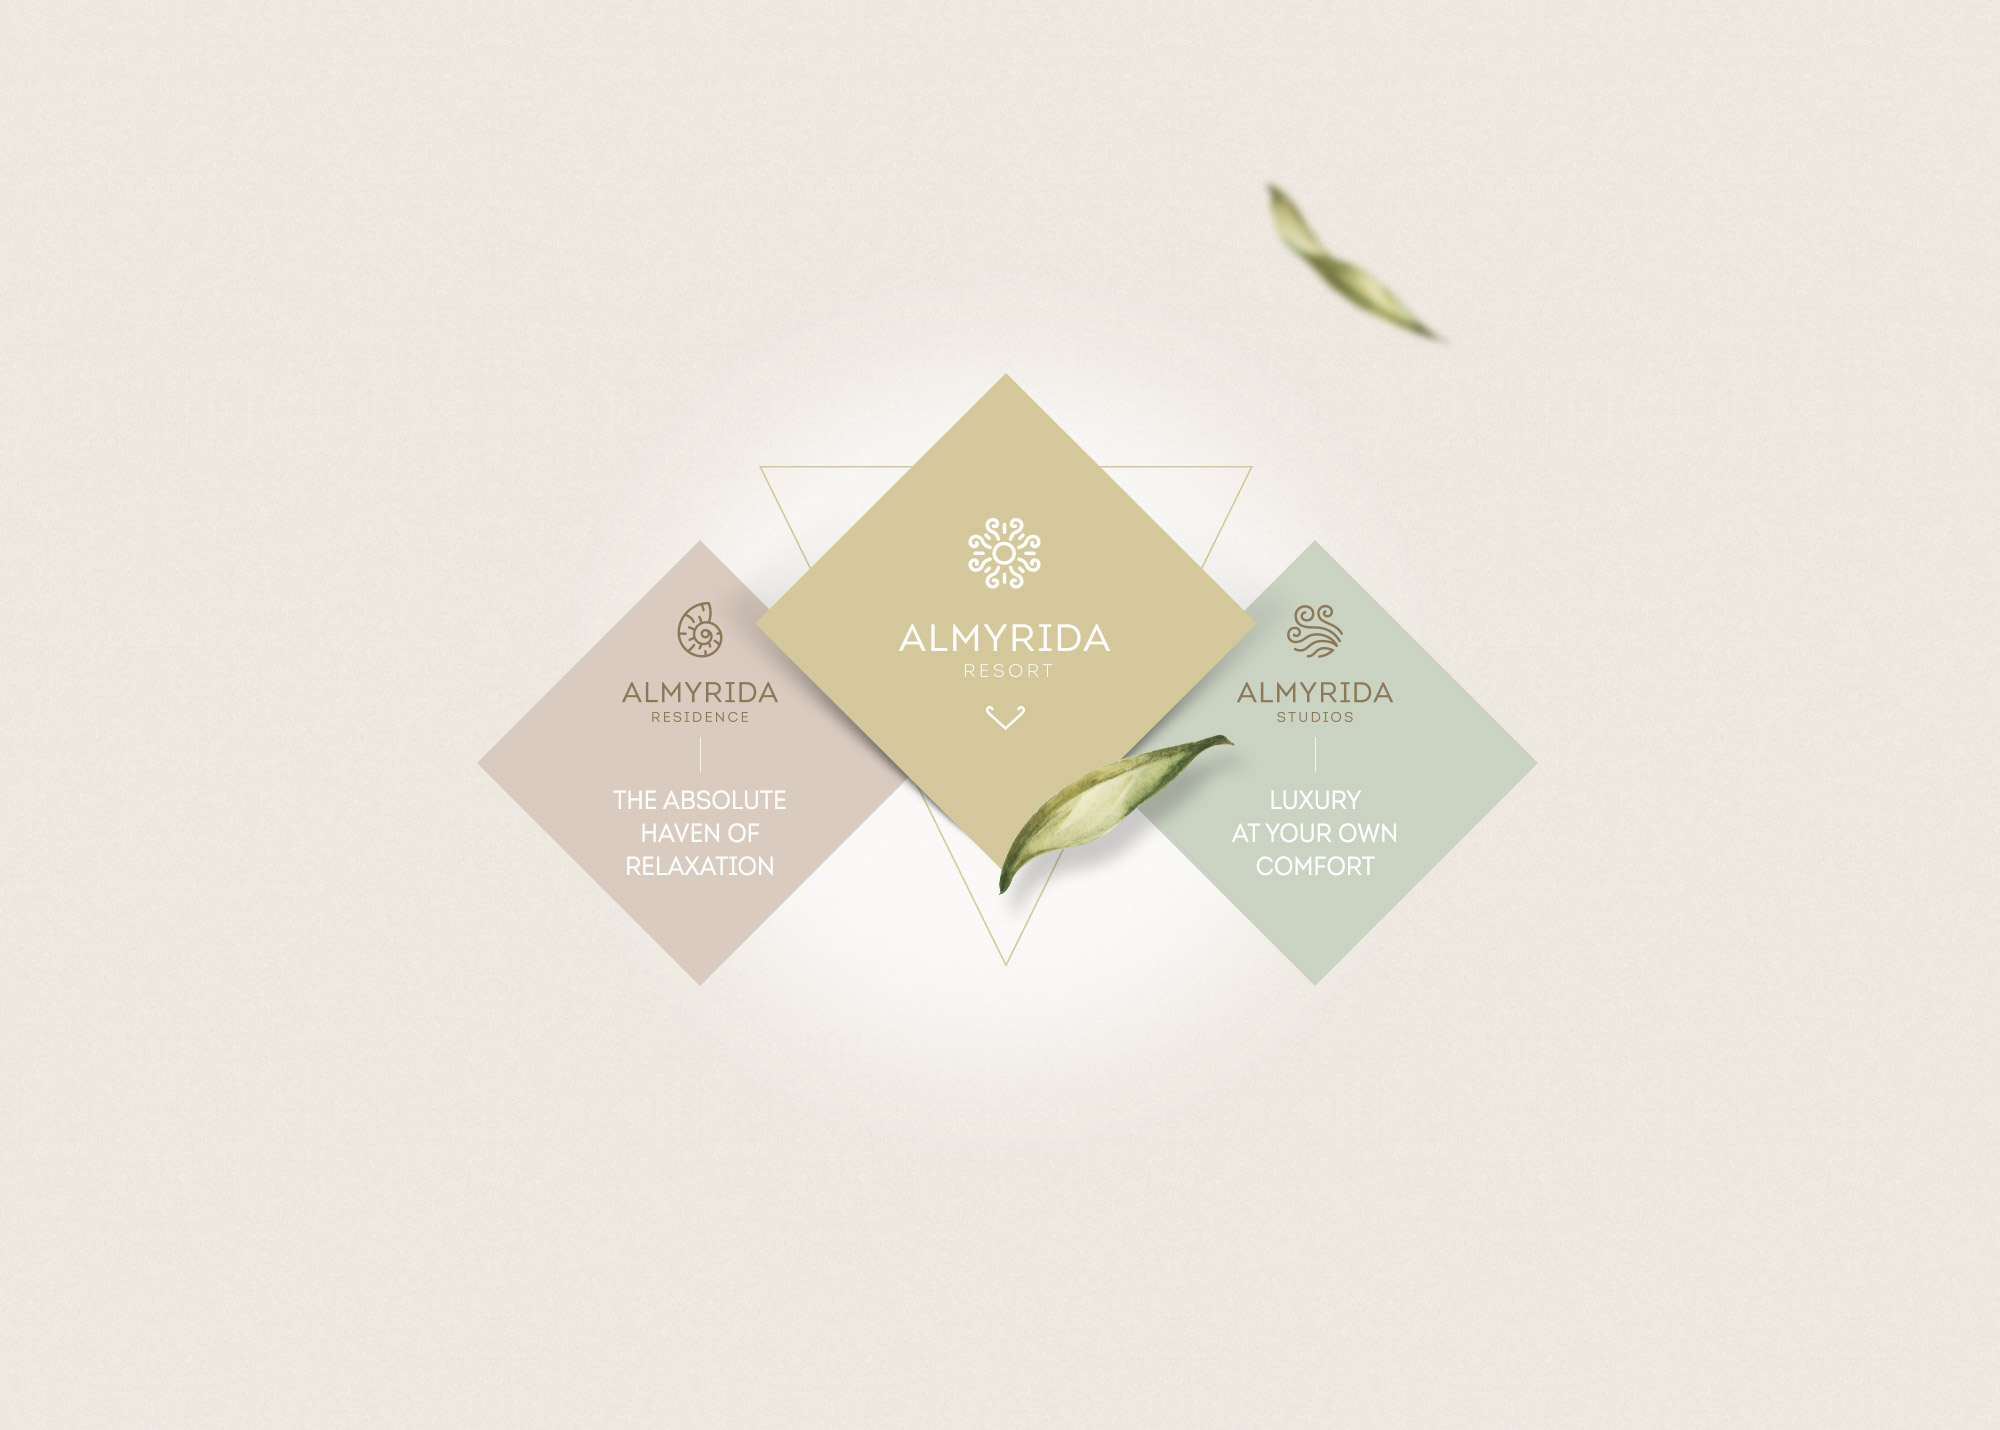 ALMYRIDA
RESORT
ALMYRIDA
RESIDENCE
THE ABSOLUTE
HAVEN OF
RELAXATION
ALMYRIDA
STUDIOS
LUXURY
AT YOUR OWN
COMFORT